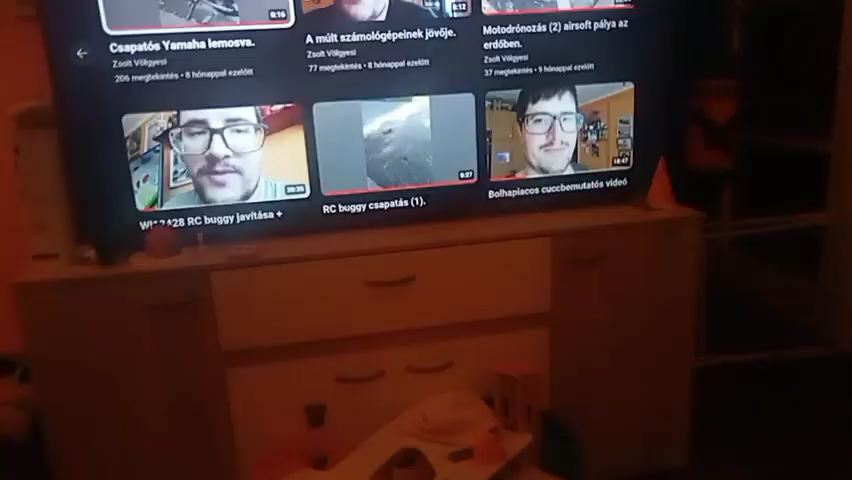 8:16
8:12
Csapatós Yamaha lemosva.
Zsolt Völgyesi
206 megtekintés • 8 hónappal ezelőtt
A múlt számológépeinek jövője.
Zsolt Völgyesi
77 megtekintés • 8 hónappal ezelőtt
Motodrónozás (2) airsoft pálya az
erdőben.
Zsolt Völgyesi
37 megtekintés • 9 hónappal ezelőtt
20:35
9:27
18:47
RC buggy javítása +
RC buggy csapatás (1).
Bolhapiacos cuccbemutatós videó